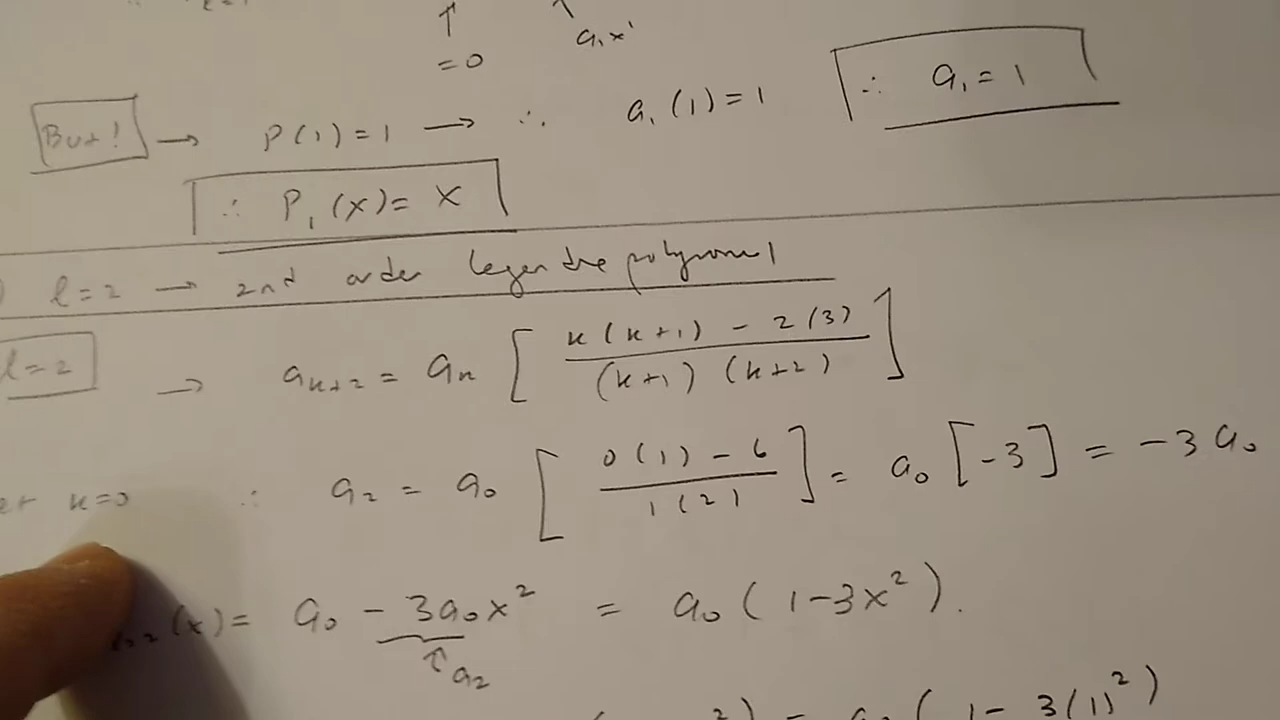 ↑
= 0
a₁x¹
But! → P(1) = 1 → ∴ a₁(1) = 1 ∴ a₁ = 1
∴ P₁(x) = x
l=2 → 2nd order legendre polynomial
l=2 → aₖ₊₂ = aₖ [ k(k+1) - 2(3) / (k+1)(k+2) ]
k=0 ∴ a₂ = a₀ [ 0(1) - 6 / 1(2) ] = a₀ [-3] = -3a₀
(x) = a₀ - 3a₀x² = a₀(1-3x²).
↑ a₂
1 - 3(1)²)